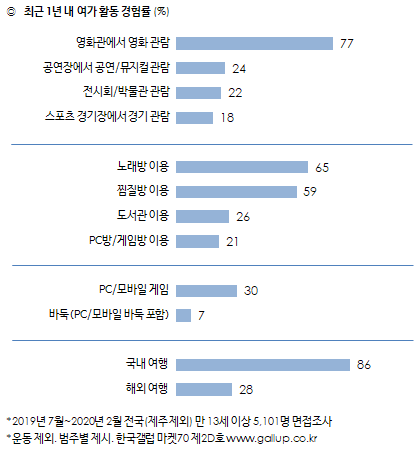 ◎ 최근 1년 내 여가 활동 경험률 (%)
영화관에서 영화 관람 77
공연장에서 공연/뮤지컬 관람 24
전시회/박물관 관람 22
스포츠 경기장에서 경기 관람 18
노래방 이용 65
찜질방 이용 59
도서관 이용 26
PC방/게임방 이용 21
PC/모바일 게임 30
바둑(PC/모바일 바둑 포함) 7
국내 여행 86
해외 여행 28
*2019년 7월~2020년 2월 전국(제주 제외) 만 13세 이상 5,101명 면접조사
*운동 제외. 범주별 제시. 한국갤럽 마켓70 제2D호 www.gallup.co.kr